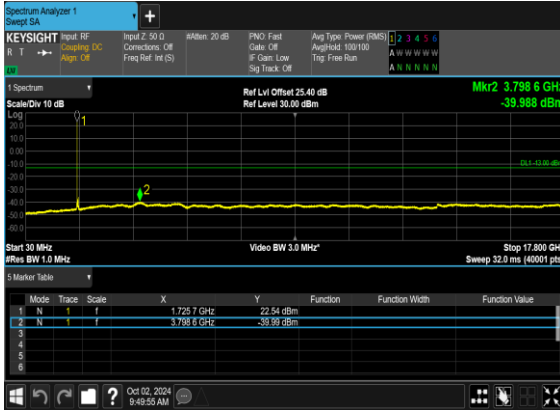 Spectrum Analyzer 1
Swept SA
+
KEYSIGHT Input: RF Input Z: 50 Ω #Atten: 20 dB PNO: Fast Avg Type: Power (RMS) 1 2 3 4 5 6
R T Coupling: DC Corrections: Off Gate: Off Avg|Hold: 100/100 A W W W W W
Align: Off Freq Ref: Int (S) IF Gain: Low Trig: Free Run
Sig Track: Off A N N N N N
1 Spectrum Ref Lvl Offset 25.40 dB Mkr2 3.798 6 GHz
Scale/Div 10 dB Ref Level 30.00 dBm -39.988 dBm
Log
20.0
10.0
0.00
-10.0 DL1 -13.00 dBm
-20.0
-30.0
-40.0
-50.0
-60.0
1
2
Start 30 MHz Video BW 3.0 MHz* Stop 17.800 GHz
#Res BW 1.0 MHz Sweep 32.0 ms (40001 pts)
5 Marker Table
Mode Trace Scale X Y Function Function Width Function Value
1 N 1 f 1.725 7 GHz 22.54 dBm
2 N 1 f 3.798 6 GHz -39.99 dBm
3
4
5
6
? Oct 02, 2024
9:49:55 AM